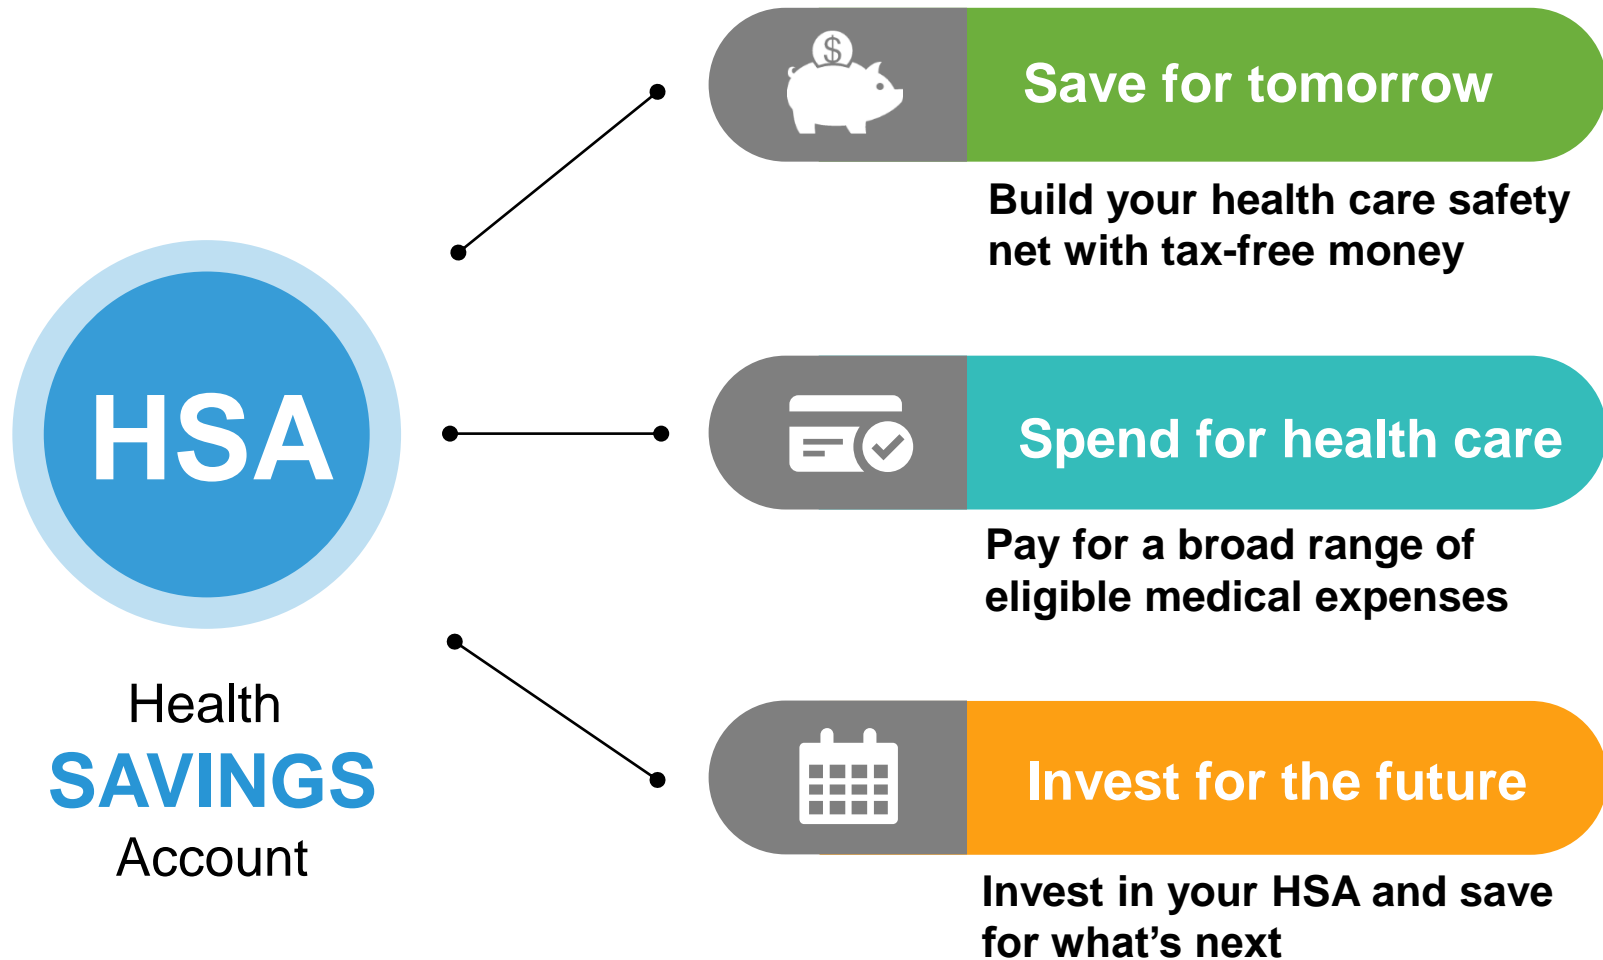 HSA
Health
SAVINGS
Account
$
Save for tomorrow
Build your health care safety
net with tax-free money
Spend for health care
Pay for a broad range of
eligible medical expenses
Invest for the future
Invest in your HSA and save
for what’s next